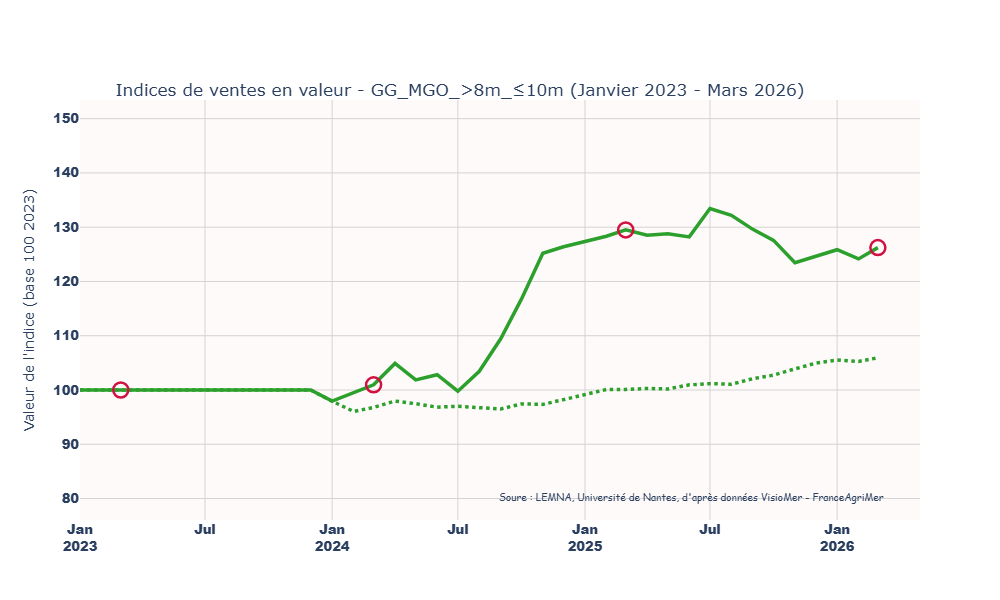 Indices de ventes en valeur - GG_MGO_>8m_≤10m (Janvier 2023 - Mars 2026)
Valeur de l'indice (base 100 2023)
150
140
130
120
110
100
90
80
Soure : LEMNA, Université de Nantes, d'après données VisioMer - FranceAgriMer
Jan
2023
Jul
Jan
2024
Jul
Jan
2025
Jul
Jan
2026